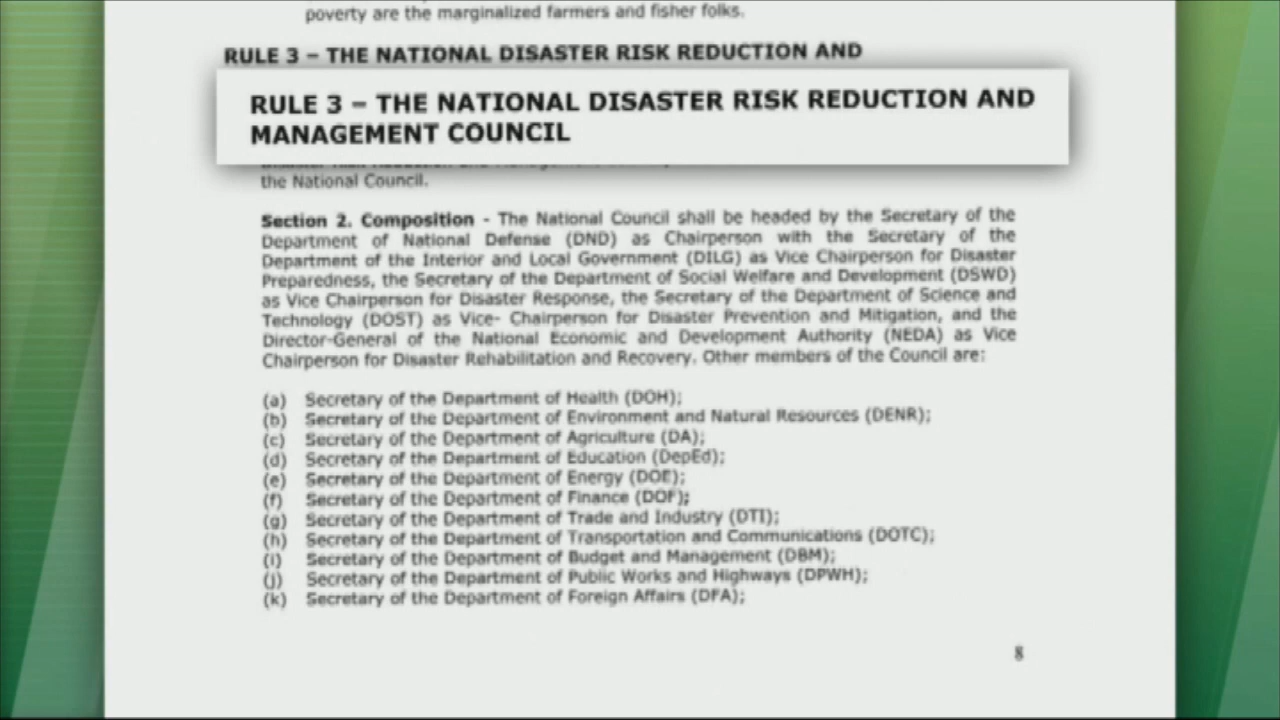 poverty are the marginalized farmers and fisher folks.
RULE 3 – THE NATIONAL DISASTER RISK REDUCTION AND
RULE 3 – THE NATIONAL DISASTER RISK REDUCTION AND
MANAGEMENT COUNCIL
the National Council.
Section 2. Composition - The National Council shall be headed by the Secretary of the
Department of National Defense (DND) as Chairperson with the Secretary of the
Department of the Interior and Local Government (DILG) as Vice Chairperson for Disaster
Preparedness, the Secretary of the Department of Social Welfare and Development (DSWD)
as Vice Chairperson for Disaster Response, the Secretary of the Department of Science and
Technology (DOST) as Vice- Chairperson for Disaster Prevention and Mitigation, and the
Director-General of the National Economic and Development Authority (NEDA) as Vice
Chairperson for Disaster Rehabilitation and Recovery. Other members of the Council are:
(a) Secretary of the Department of Health (DOH);
(b) Secretary of the Department of Environment and Natural Resources (DENR);
(c) Secretary of the Department of Agriculture (DA);
(d) Secretary of the Department of Education (DepEd);
(e) Secretary of the Department of Energy (DOE);
(f) Secretary of the Department of Finance (DOF);
(g) Secretary of the Department of Trade and Industry (DTI);
(h) Secretary of the Department of Transportation and Communications (DOTC);
(i) Secretary of the Department of Budget and Management (DBM);
(j) Secretary of the Department of Public Works and Highways (DPWH);
(k) Secretary of the Department of Foreign Affairs (DFA);
8